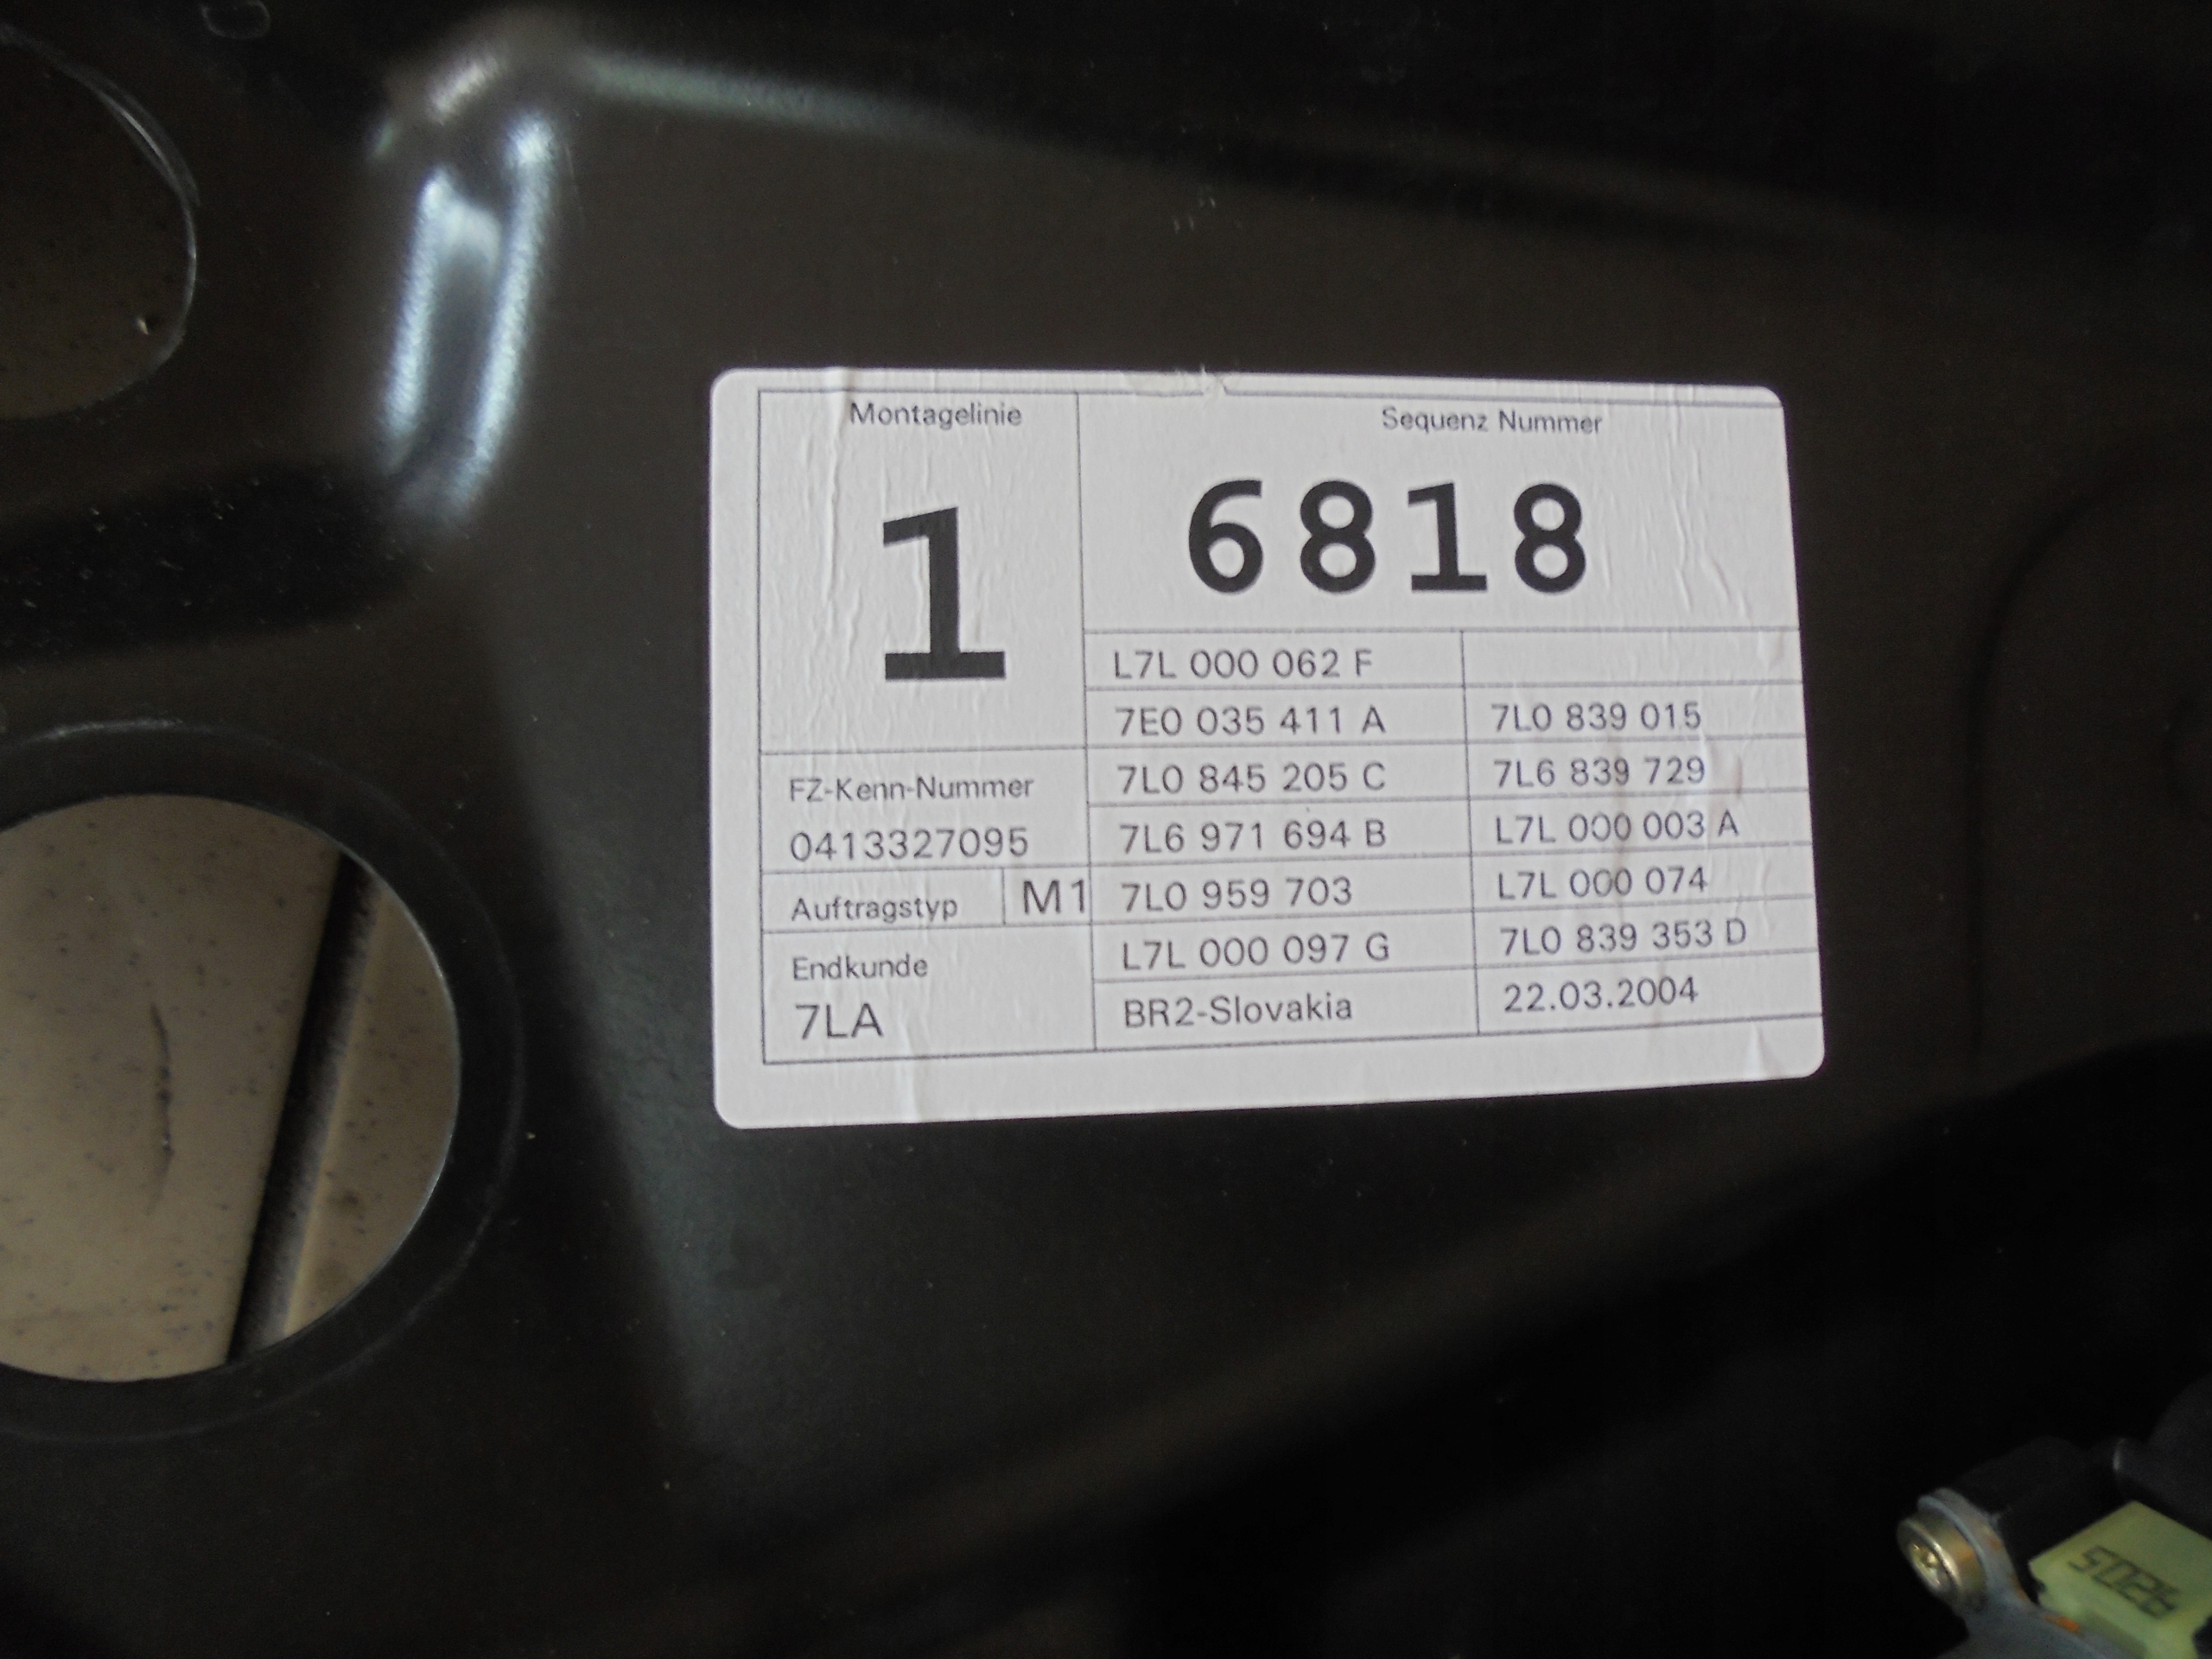 Montagelinie Sequenz Nummer
1 6818
L7L 000 062 F
7E0 035 411 A 7L0 839 015
FZ-Kenn-Nummer 7L0 845 205 C 7L6 839 729
0413327095 7L6 971 694 B L7L 000 003 A
Auftragstyp M1 7L0 959 703 L7L 000 074
Endkunde L7L 000 097 G 7L0 839 353 D
7LA BR2-Slovakia 22.03.2004